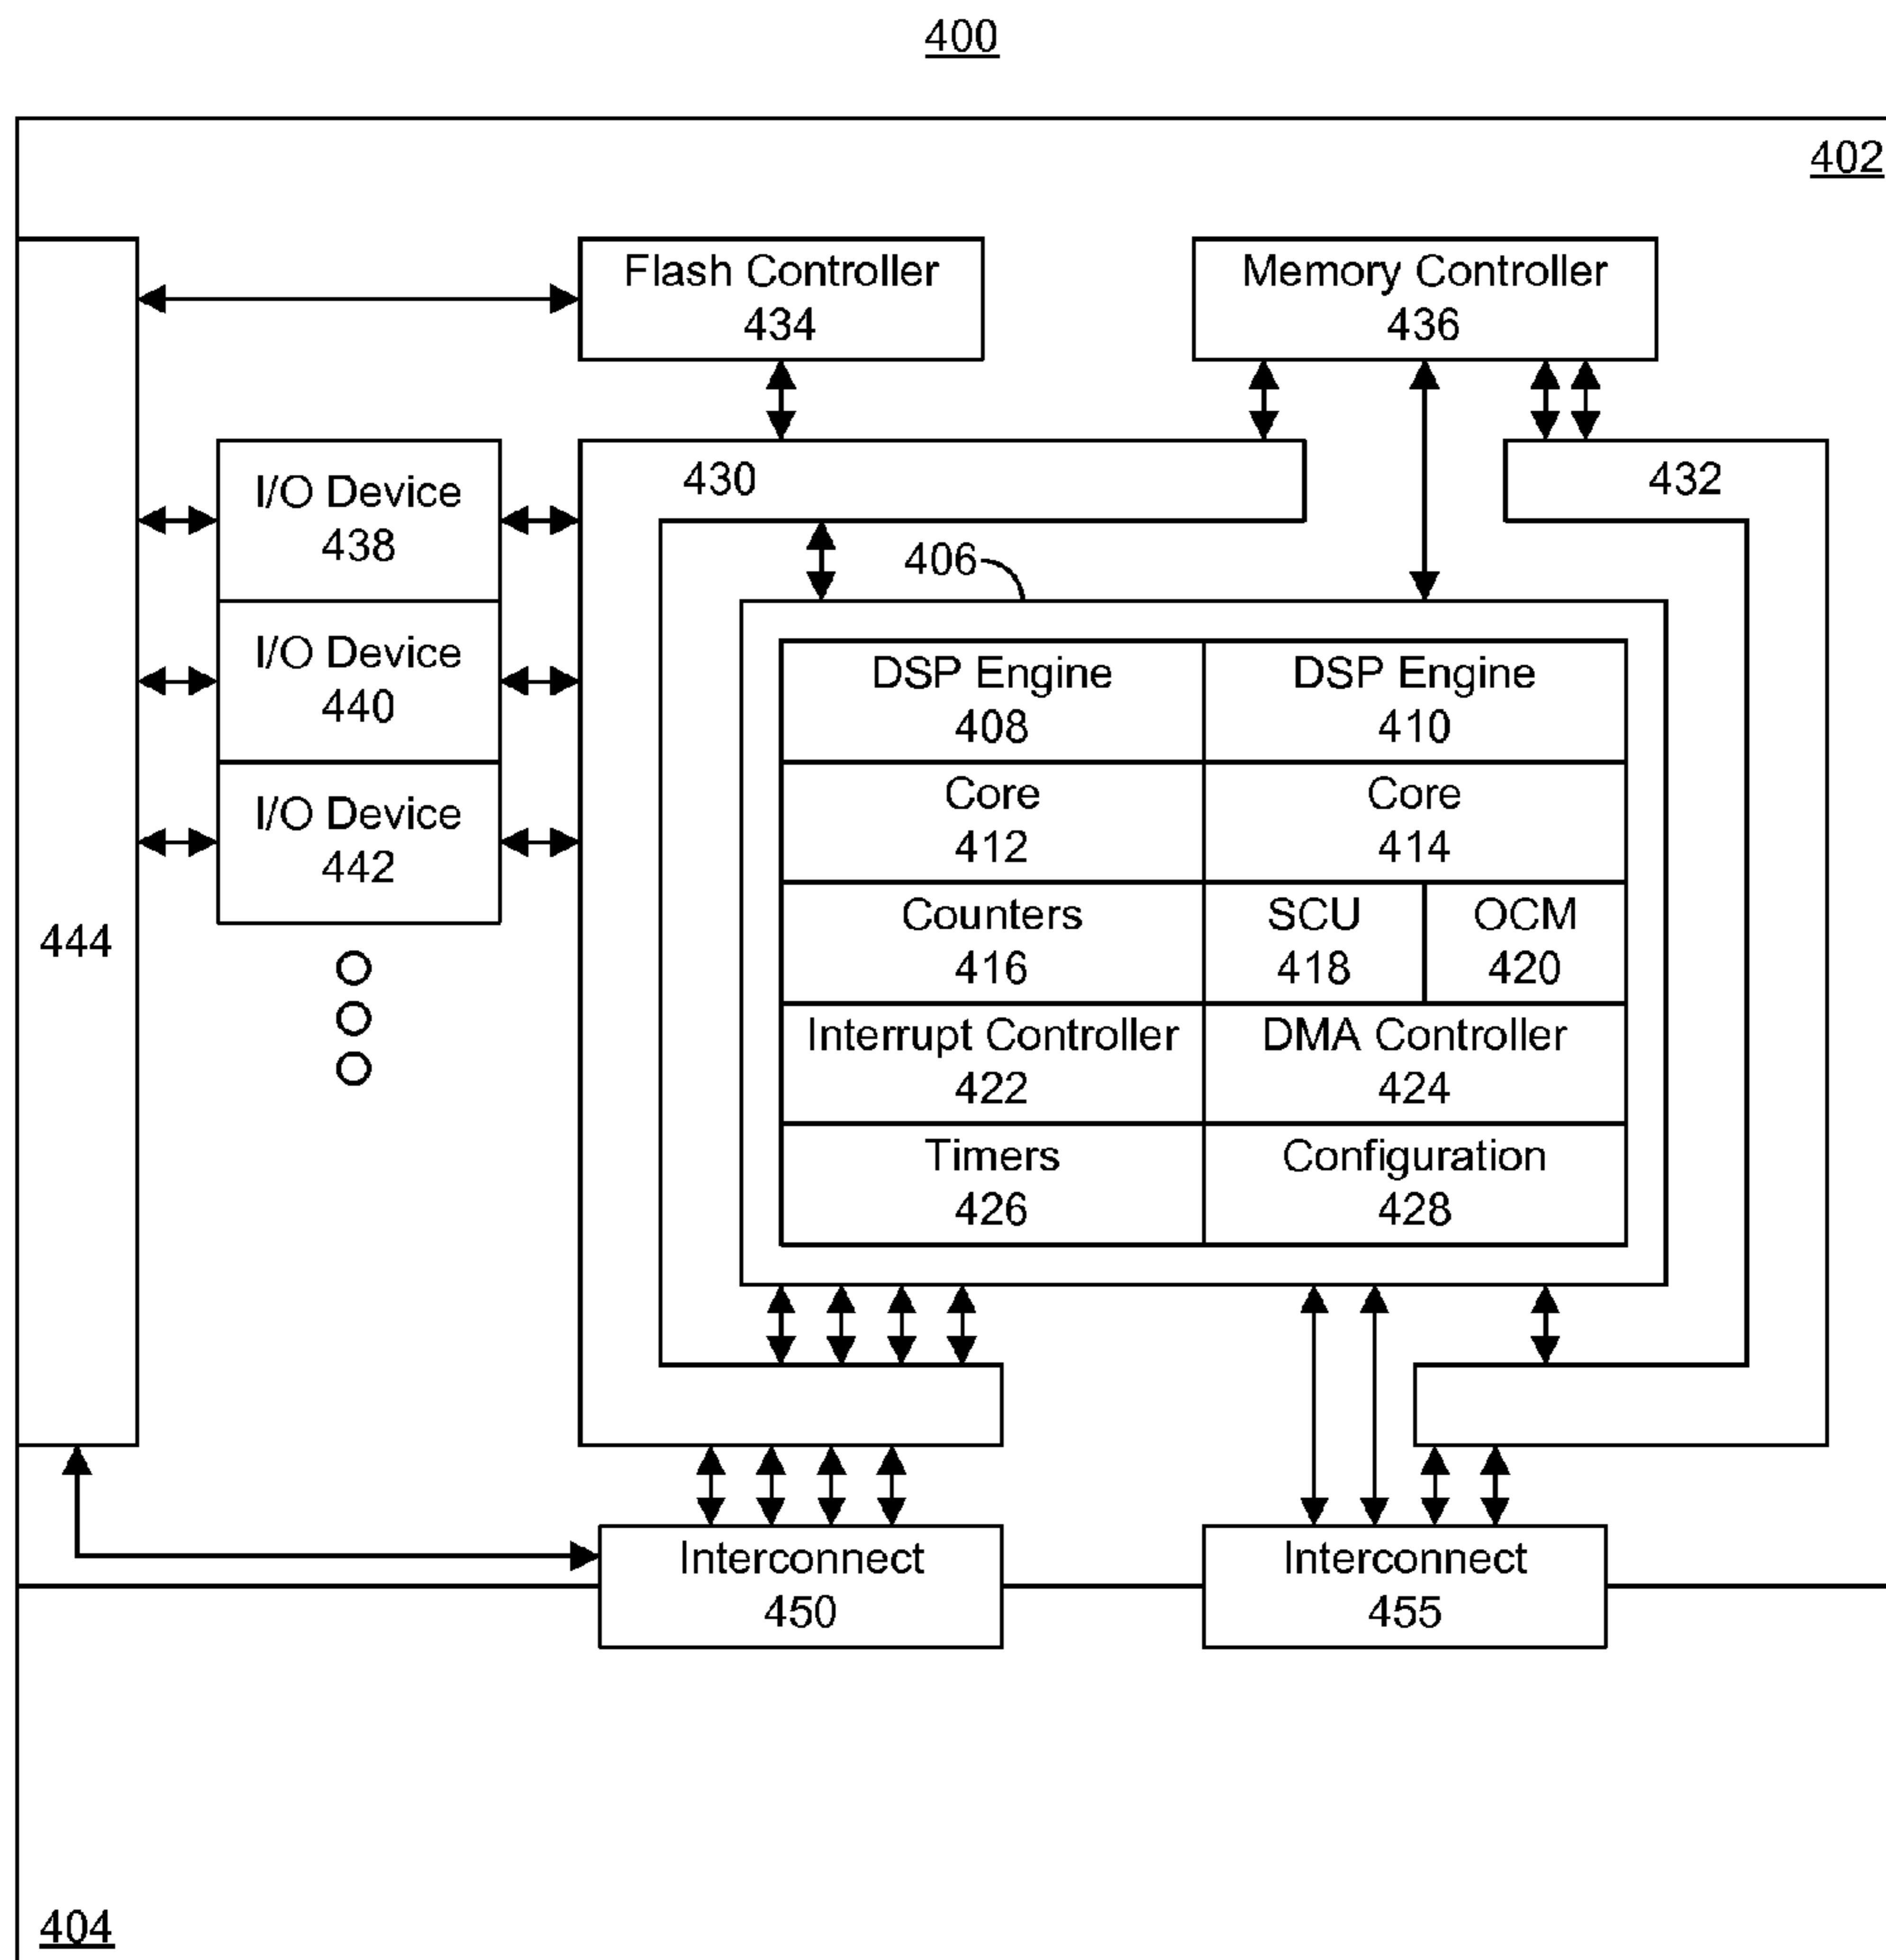 400
402
Flash Controller
434
Memory Controller
436
430
432
I/O Device
438
406
I/O Device
440
DSP Engine
408
DSP Engine
410
I/O Device
442
Core
412
Core
414
444
Counters
416
SCU
418
OCM
420
Interrupt Controller
422
DMA Controller
424
Timers
426
Configuration
428
Interconnect
450
Interconnect
455
404